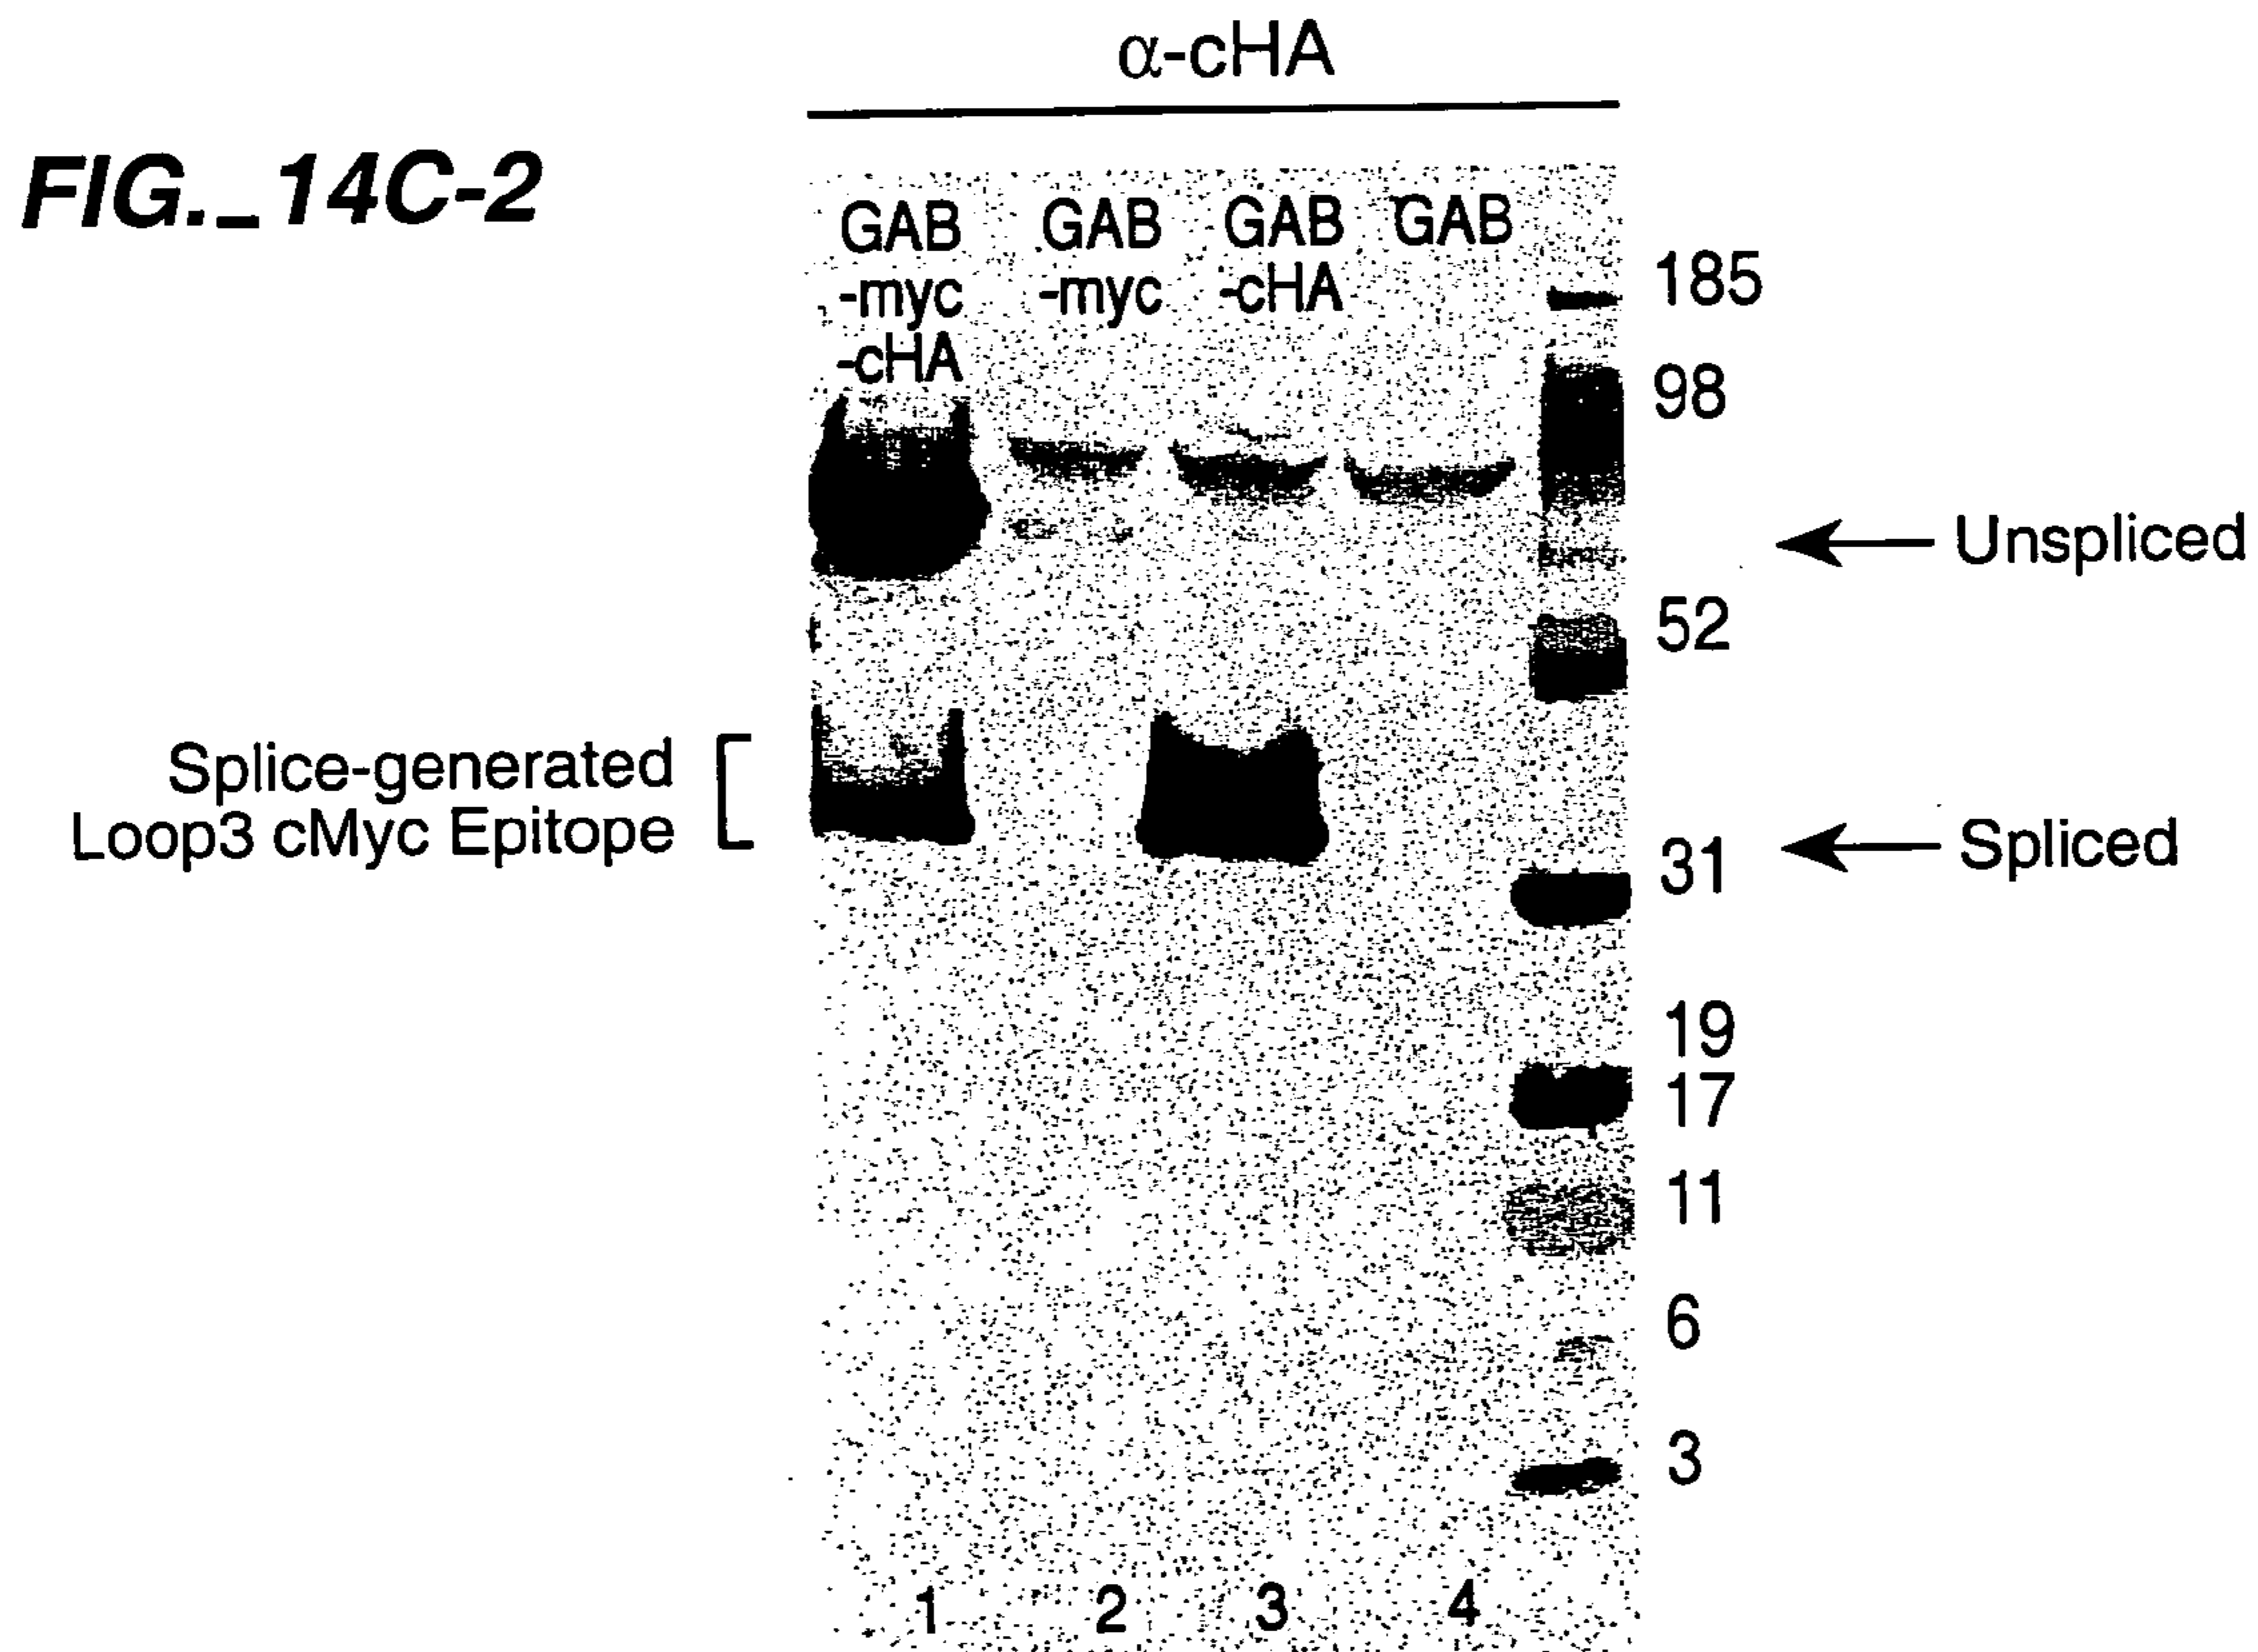 α-cHA
FIG._14C-2
GAB -myc -cHA
GAB -myc
GAB -cHA
GAB
185
98
Unspliced
52
Splice-generated
Loop3 cMyc Epitope
31
Spliced
19
17
11
6
3
1 2 3 4